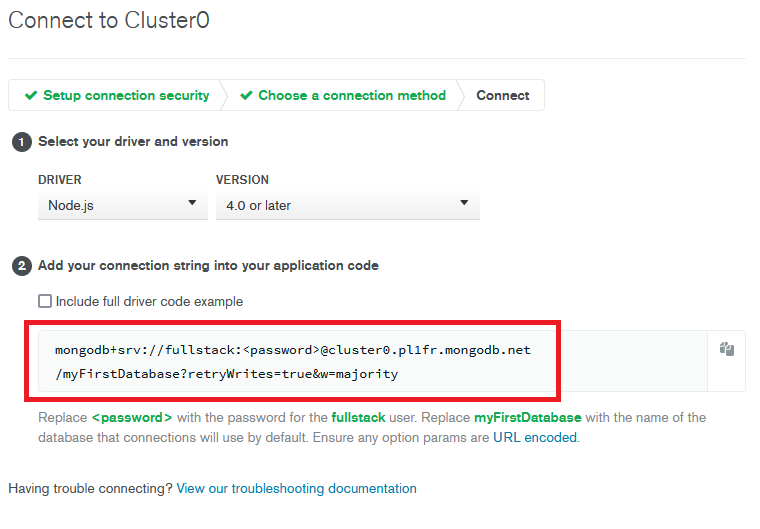 Connect to Cluster0
Setup connection security
Choose a connection method
Connect
1 Select your driver and version
DRIVER
VERSION
Node.js
4.0 or later
2 Add your connection string into your application code
Include full driver code example
mongodb+srv://fullstack:<password>@cluster0.pl1fr.mongodb.net
/myFirstDatabase?retryWrites=true&w=majority
Replace <password> with the password for the fullstack user. Replace myFirstDatabase with the name of the
database that connections will use by default. Ensure any option params are URL encoded.
Having trouble connecting? View our troubleshooting documentation